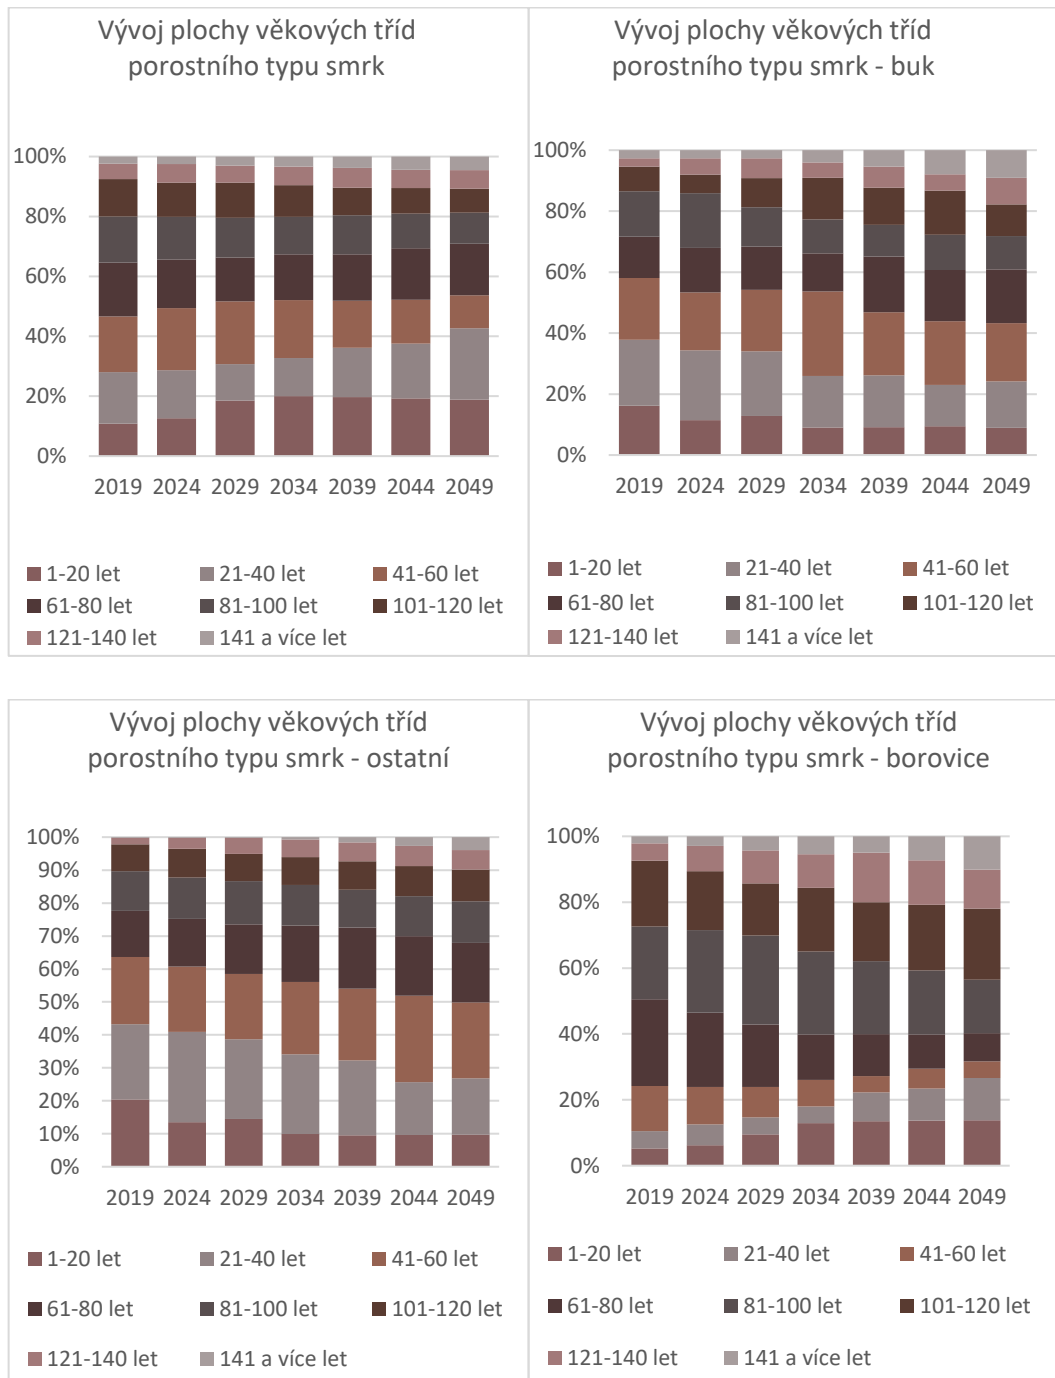 Vývoj plochy věkových tříd
porostního typu smrk
100%
80%
60%
40%
20%
0%
2019 2024 2029 2034 2039 2044 2049
1-20 let 21-40 let 41-60 let
61-80 let 81-100 let 101-120 let
121-140 let 141 a více let
Vývoj plochy věkových tříd
porostního typu smrk - buk
100%
80%
60%
40%
20%
0%
2019 2024 2029 2034 2039 2044 2049
1-20 let 21-40 let 41-60 let
61-80 let 81-100 let 101-120 let
121-140 let 141 a více let
Vývoj plochy věkových tříd
porostního typu smrk - ostatní
100%
90%
80%
70%
60%
50%
40%
30%
20%
10%
0%
2019 2024 2029 2034 2039 2044 2049
1-20 let 21-40 let 41-60 let
61-80 let 81-100 let 101-120 let
121-140 let 141 a více let
Vývoj plochy věkových tříd
porostního typu smrk - borovice
100%
80%
60%
40%
20%
0%
2019 2024 2029 2034 2039 2044 2049
1-20 let 21-40 let 41-60 let
61-80 let 81-100 let 101-120 let
121-140 let 141 a více let